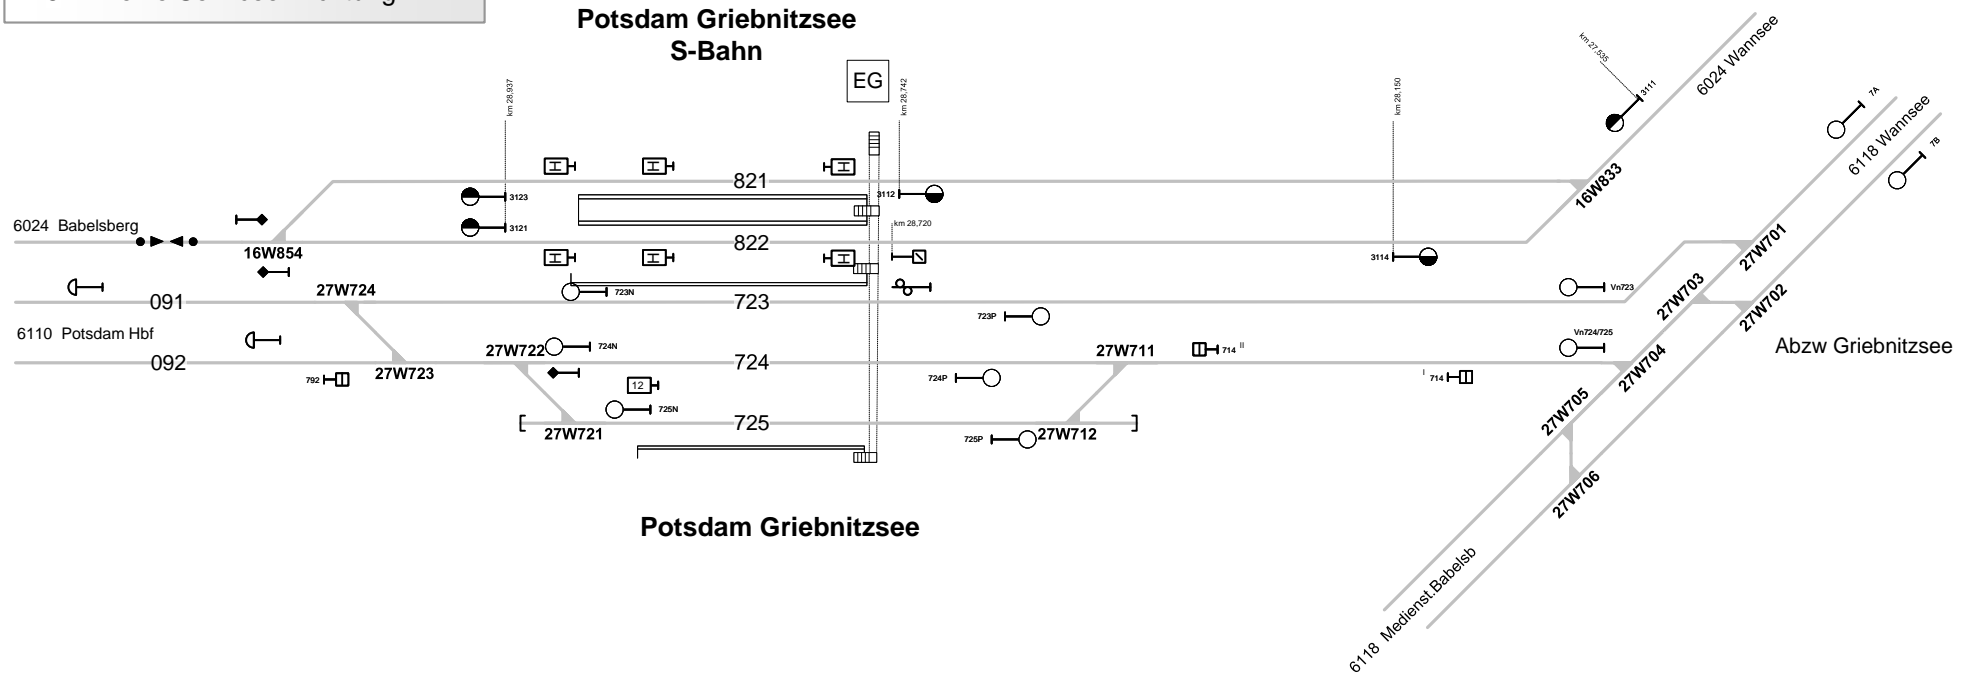 Potsdam Griebnitzsee
S-Bahn
EG
km 28,937
km 28,742
km 28,150
km 27,535
3111
6024 Wannsee
7A
6118 Wannsee
7B
821
3123
3112
16W833
6024 Babelsberg
3121
km 28,720
822
16W854
3114
27W701
27W724
091
723N
723
Vn723
27W703
27W702
723P
6110 Potsdam Hbf
Vn724/725
092
27W722
724N
724
27W711
714 II
27W704
Abzw Griebnitzsee
792
27W723
12
724P
I 714
725N
725
27W705
27W721
725P
27W712
27W706
Potsdam Griebnitzsee
6118 Medienst.Babelsb